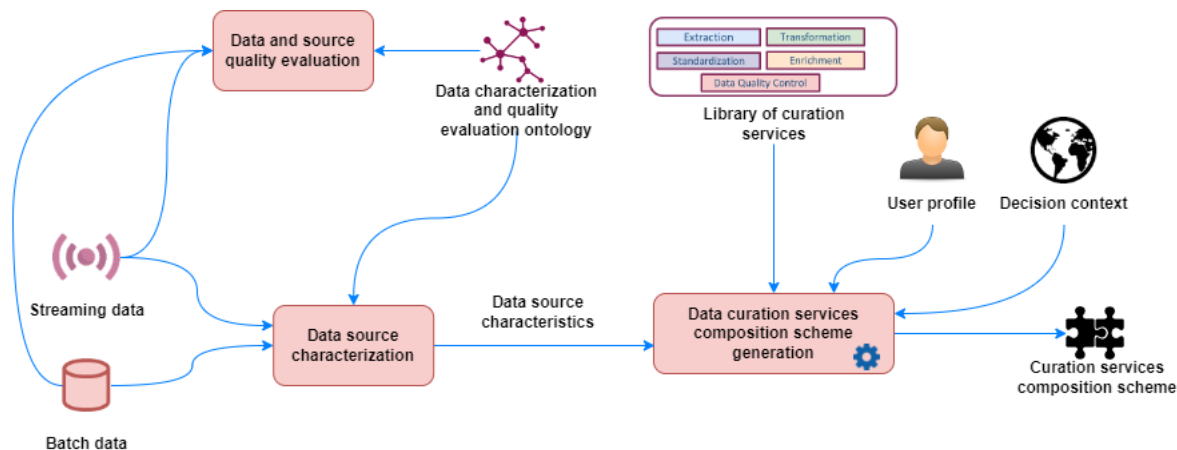 Data and source
quality evaluation
Data characterization
and quality
evaluation ontology
Extraction
Transformation
Standardization
Enrichment
Data Quality Control
Library of curation
services
User profile
Decision context
Streaming data
Data source
characterization
Data source
characteristics
Data curation services
composition scheme
generation
Curation services
composition scheme
Batch data